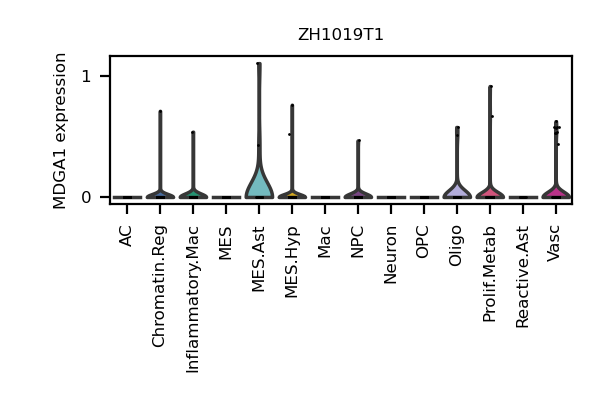 ZH1019T1
MDGA1 expression
1
0
AC
Chromatin.Reg
Inflammatory.Mac
MES
MES.Ast
MES.Hyp
Mac
NPC
Neuron
OPC
Oligo
Prolif.Metab
Reactive.Ast
Vasc